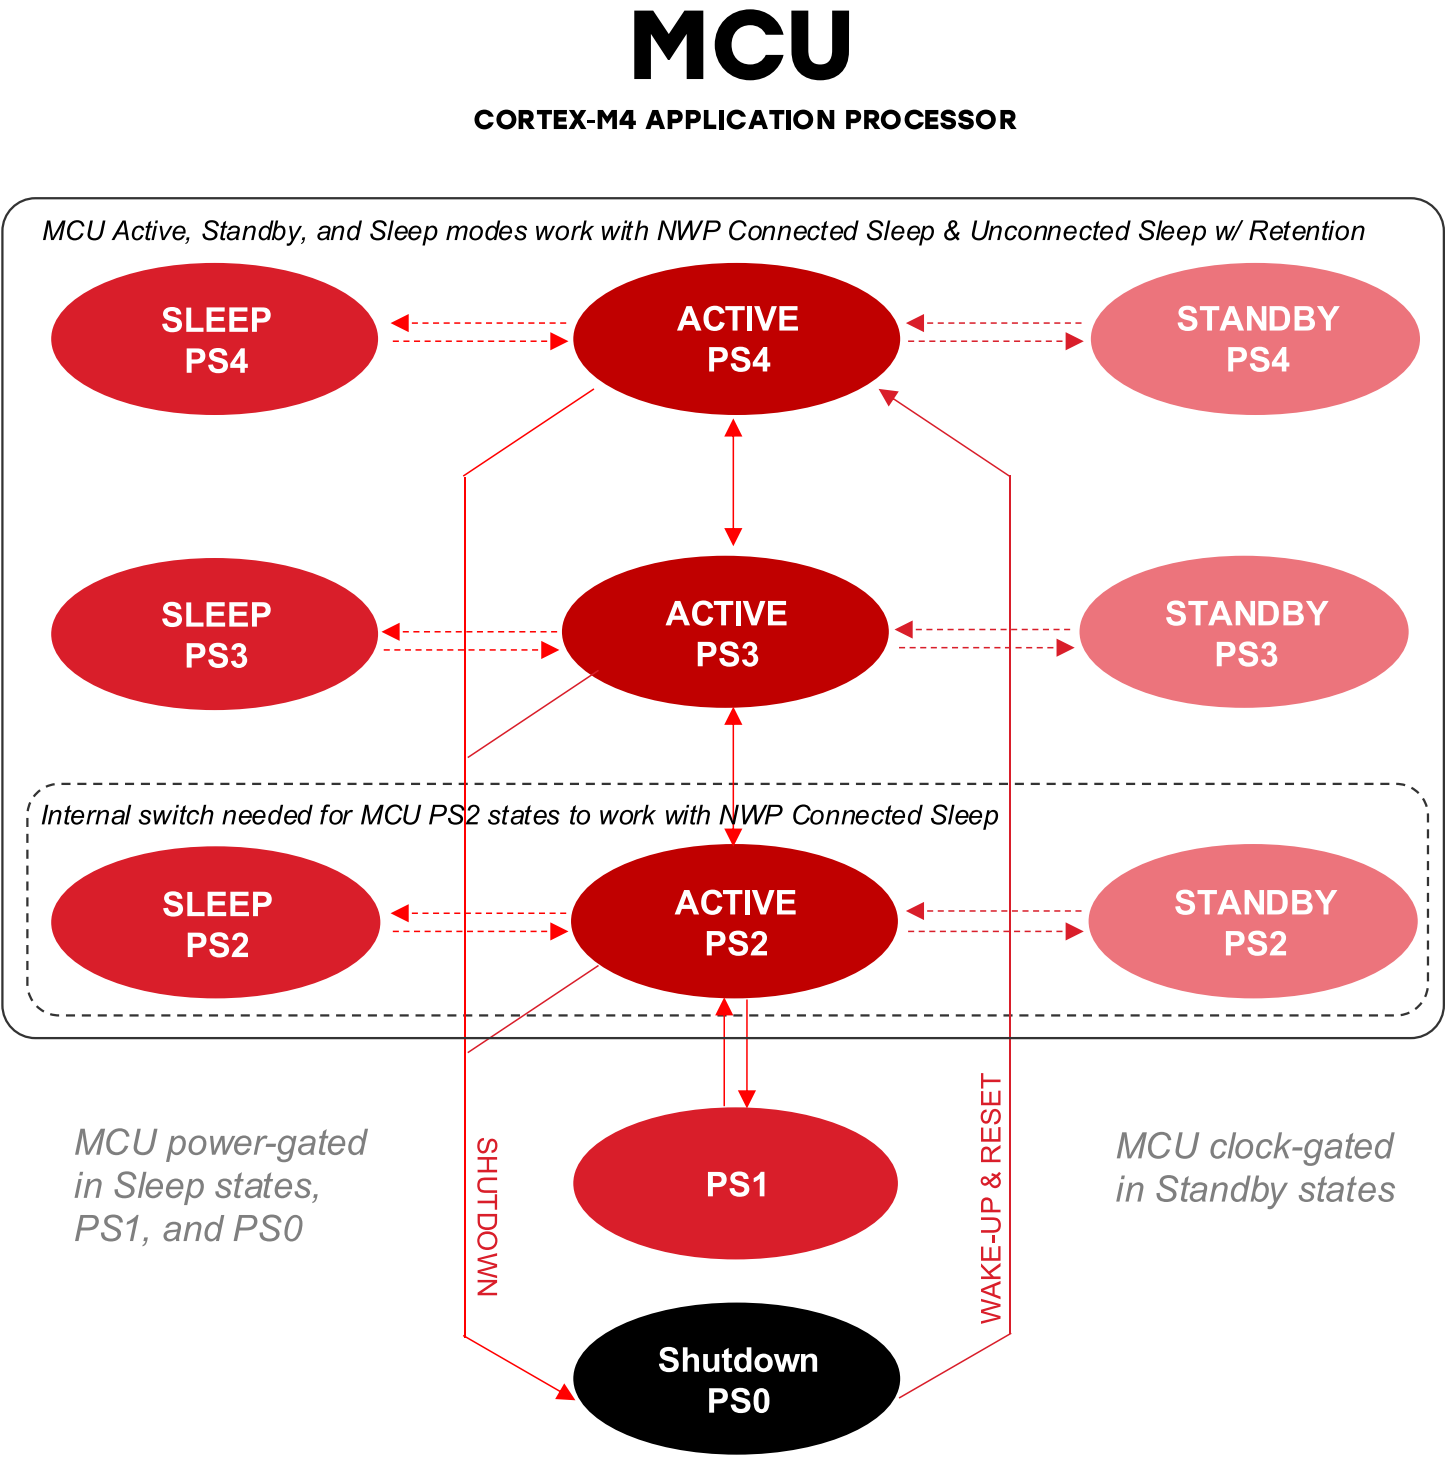 MCU
CORTEX-M4 APPLICATION PROCESSOR
MCU Active, Standby, and Sleep modes work with NWP Connected Sleep & Unconnected Sleep w/ Retention
SLEEP
PS4
ACTIVE
PS4
STANDBY
PS4
SLEEP
PS3
ACTIVE
PS3
STANDBY
PS3
Internal switch needed for MCU PS2 states to work with NWP Connected Sleep
SLEEP
PS2
ACTIVE
PS2
STANDBY
PS2
MCU power-gated
in Sleep states,
PS1, and PS0
SHUTDOWN
PS1
WAKE-UP & RESET
MCU clock-gated
in Standby states
Shutdown
PS0